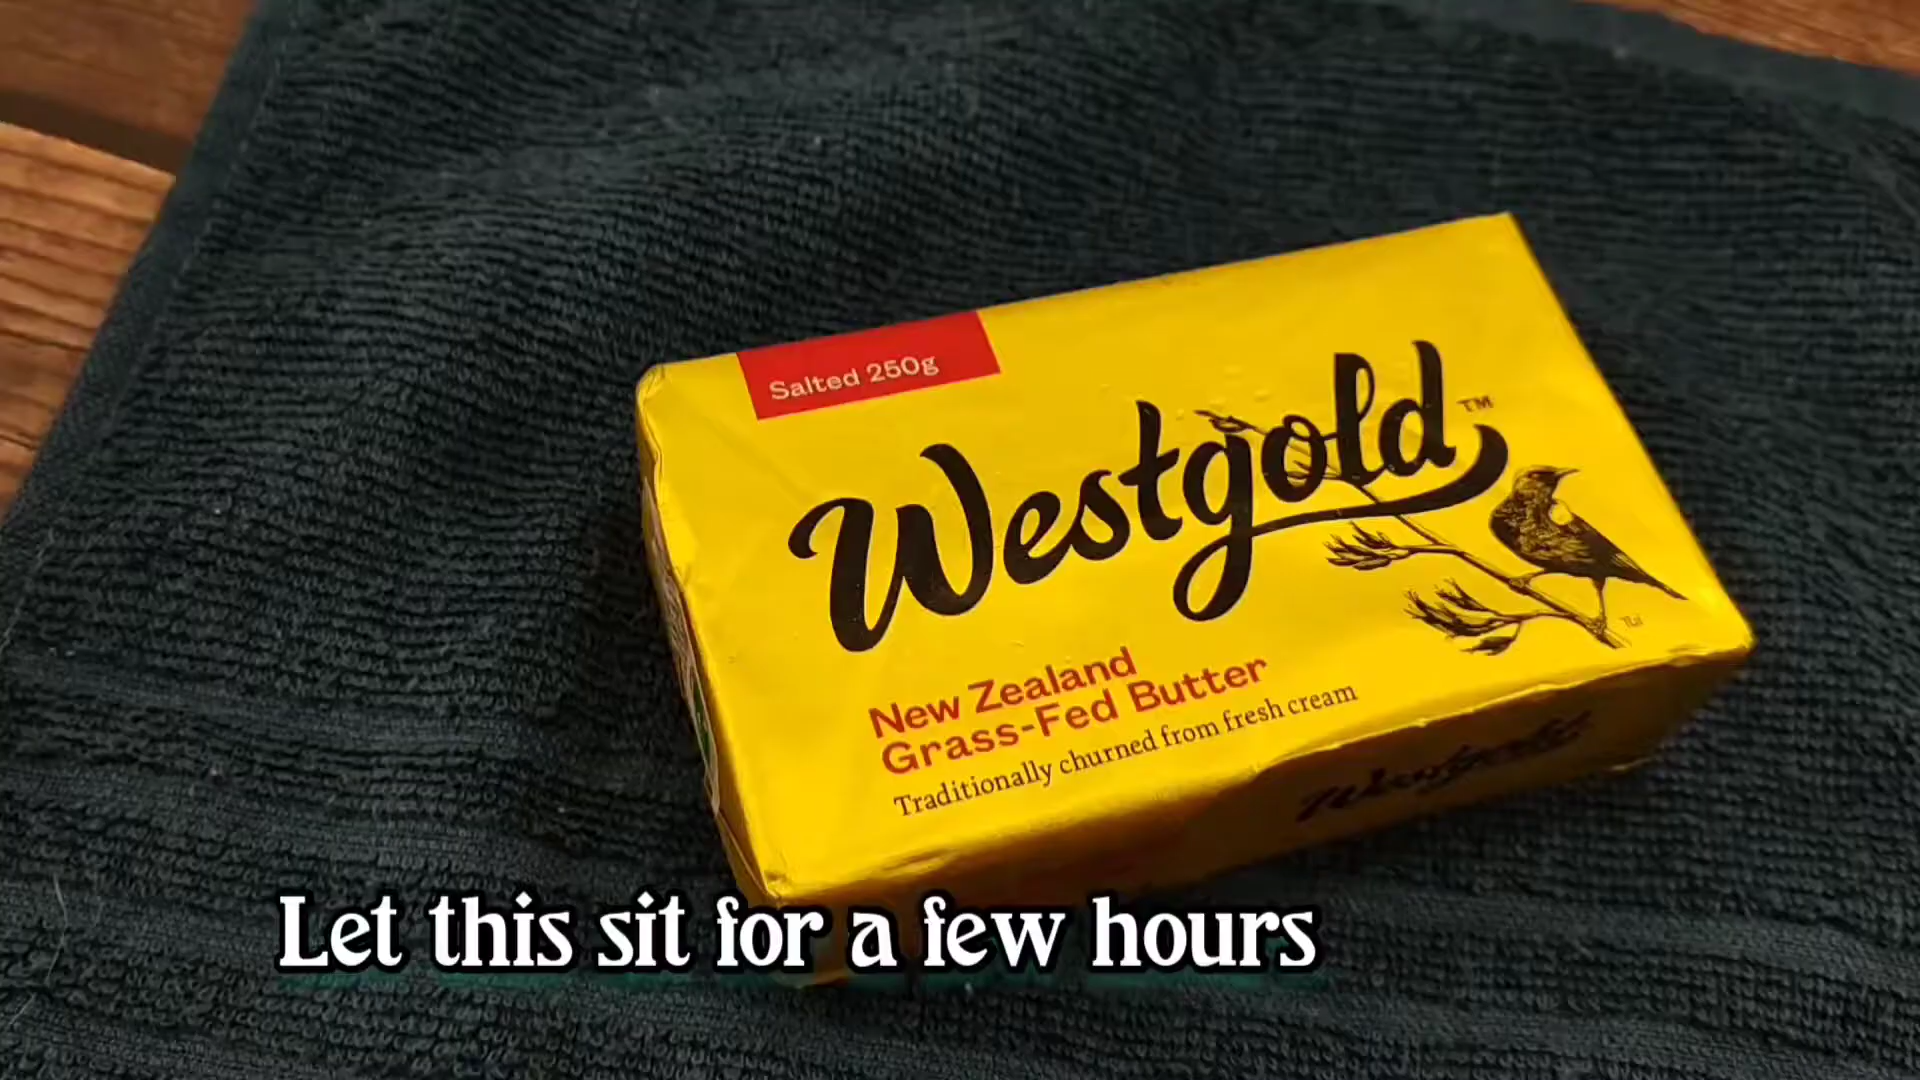 Salted 250g
Westgold™
New Zealand
Grass-Fed Butter
Traditionally churned from fresh cream
Westgold
Let this sit for a few hours